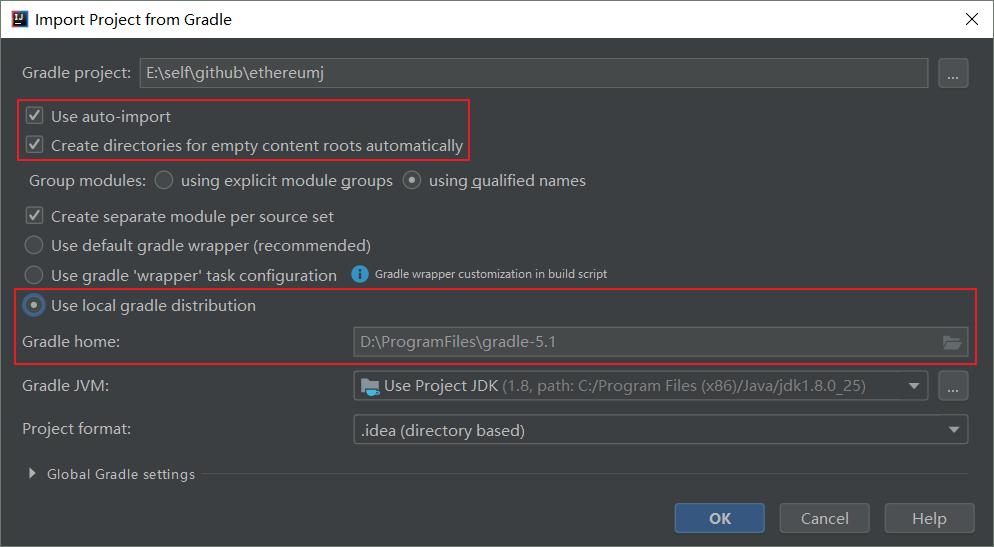 Import Project from Gradle
Gradle project: E:\self\github\ethereumj ...
Use auto-import
Create directories for empty content roots automatically
Group modules: using explicit module groups using qualified names
Create separate module per source set
Use default gradle wrapper (recommended)
Use gradle 'wrapper' task configuration Gradle wrapper customization in build script
Use local gradle distribution
Gradle home: D:\ProgramFiles\gradle-5.1
Gradle JVM: Use Project JDK (1.8, path: C:/Program Files (x86)/Java/jdk1.8.0_25) ...
Project format: .idea (directory based)
Global Gradle settings
OK Cancel Help